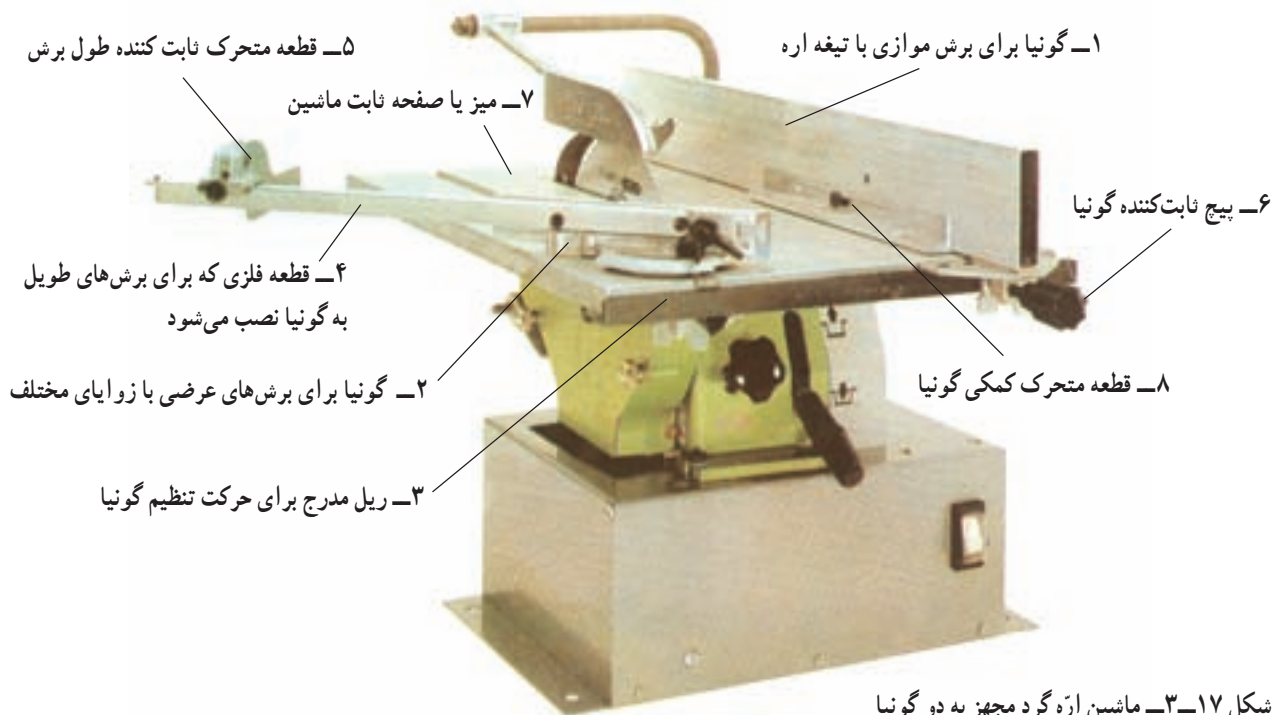 ۱ــ گونیا برای برش موازی با تیغه اره
۵ــ قطعه متحرک ثابت کننده طول برش
۷ــ میز یا صفحه ثابت ماشین
۶ــ پیچ ثابت‌کننده گونیا
۴ــ قطعه فلزی که برای برش‌های طویل
به گونیا نصب می‌شود
۸ــ قطعه متحرک کمکی گونیا
۲ــ گونیا برای برش‌های عرضی با زوایای مختلف
۳ــ ریل مدرج برای حرکت تنظیم گونیا
شکل ۱۷ــ۳ــ ماشین ارّه گرد مجهز به دو گونیا